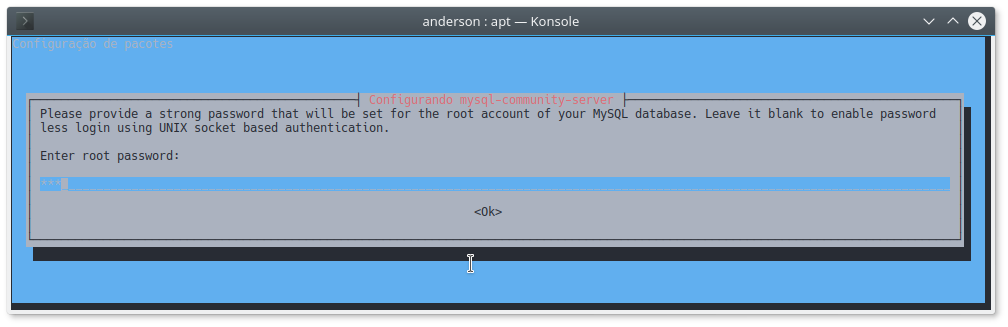 anderson : apt — Konsole
Configuração de pacotes
Configurando mysql-community-server
Please provide a strong password that will be set for the root account of your MySQL database. Leave it blank to enable password
less login using UNIX socket based authentication.
Enter root password:
***
<Ok>